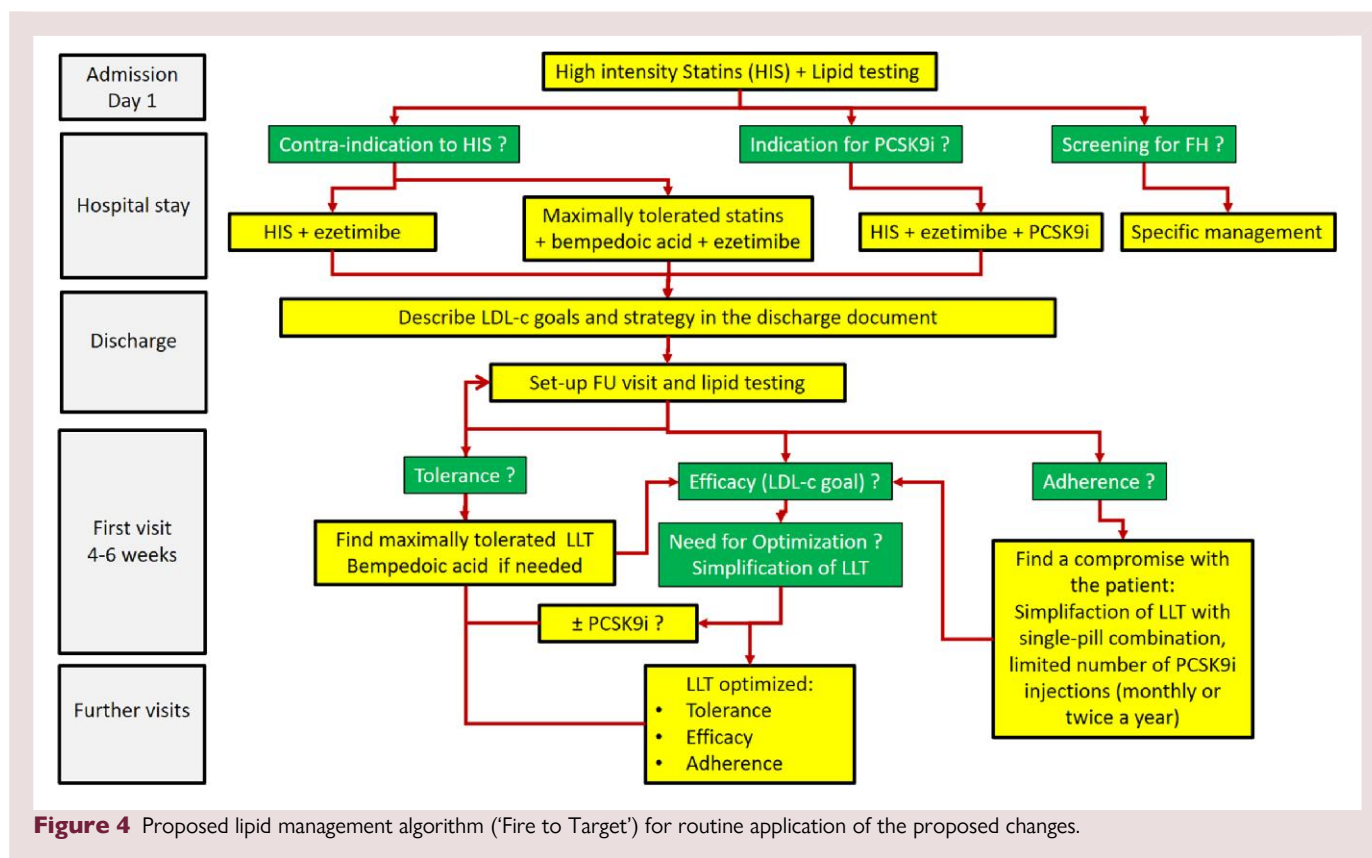 Admission
Day 1
High intensity Statins (HIS) + Lipid testing
Hospital stay
Contra-indication to HIS ?
Indication for PCSK9i ?
Screening for FH ?
HIS + ezetimibe
Maximally tolerated statins
+ bempedoic acid + ezetimibe
HIS + ezetimibe + PCSK9i
Specific management
Discharge
Describe LDL-c goals and strategy in the discharge document
Set-up FU visit and lipid testing
First visit
4-6 weeks
Tolerance ?
Efficacy (LDL-c goal) ?
Adherence ?
Find maximally tolerated LLT
Bempedoic acid if needed
Need for Optimization ?
Simplification of LLT
Find a compromise with
the patient:
Simplifaction of LLT with
single-pill combination,
limited number of PCSK9i
injections (monthly or
twice a year)
± PCSK9i ?
Further visits
LLT optimized:
• Tolerance
• Efficacy
• Adherence
Figure 4 Proposed lipid management algorithm (‘Fire to Target’) for routine application of the proposed changes.